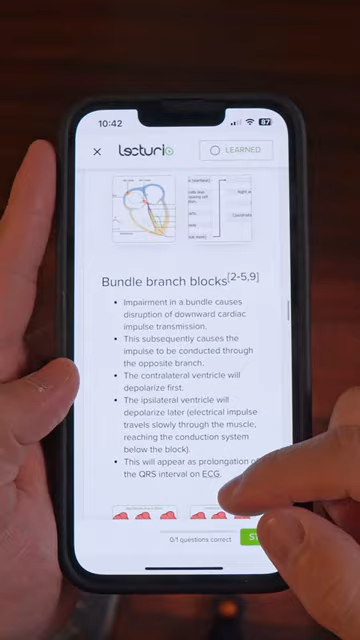 10:42
87
× Lecturio LEARNED
Bundle branch blocks[2-5,9]
• Impairment in a bundle causes
disruption of downward cardiac
impulse transmission.
• This subsequently causes the
impulse to be conducted through
the opposite branch.
• The contralateral ventricle will
depolarize first.
• The ipsilateral ventricle will
depolarize later (electrical impulse
travels slowly through the muscle,
reaching the conduction system
below the block).
• This will appear as prolongation of
the QRS interval on ECG.
0/1 questions correct